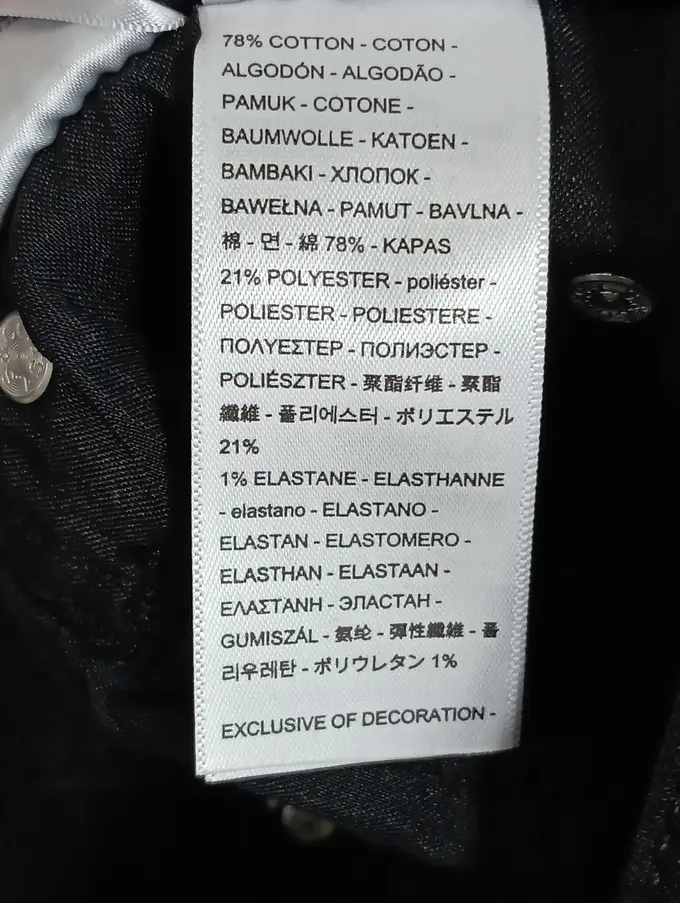 78% COTTON - COTON -
ALGODÓN - ALGODÃO -
PAMUK - COTONE -
BAUMWOLLE - KATOEN -
BAMBAKI - ХЛОПОК -
BAWEŁNA - PAMUT - BAVLNA -
棉 - 면 - 綿 78% - KAPAS
21% POLYESTER - poliéster -
POLIESTER - POLIESTERE -
ΠΟΛΥΕΣΤΕΡ - ПОЛИЭСТЕР -
POLIÉSZTER - 聚酯纤维 - 聚酯
纖維 - 폴리에스터 - ポリエステル
21%
1% ELASTANE - ELASTHANNE
- elastano - ELASTANO -
ELASTAN - ELASTOMERO -
ELASTHAN - ELASTAAN -
ΕΛΑΣΤΑΝΗ - ЭЛАСТАН -
GUMISZÁL - 氨纶 - 彈性纖維 - 폴
리우레탄 - ポリウレタン 1%
EXCLUSIVE OF DECORATION -